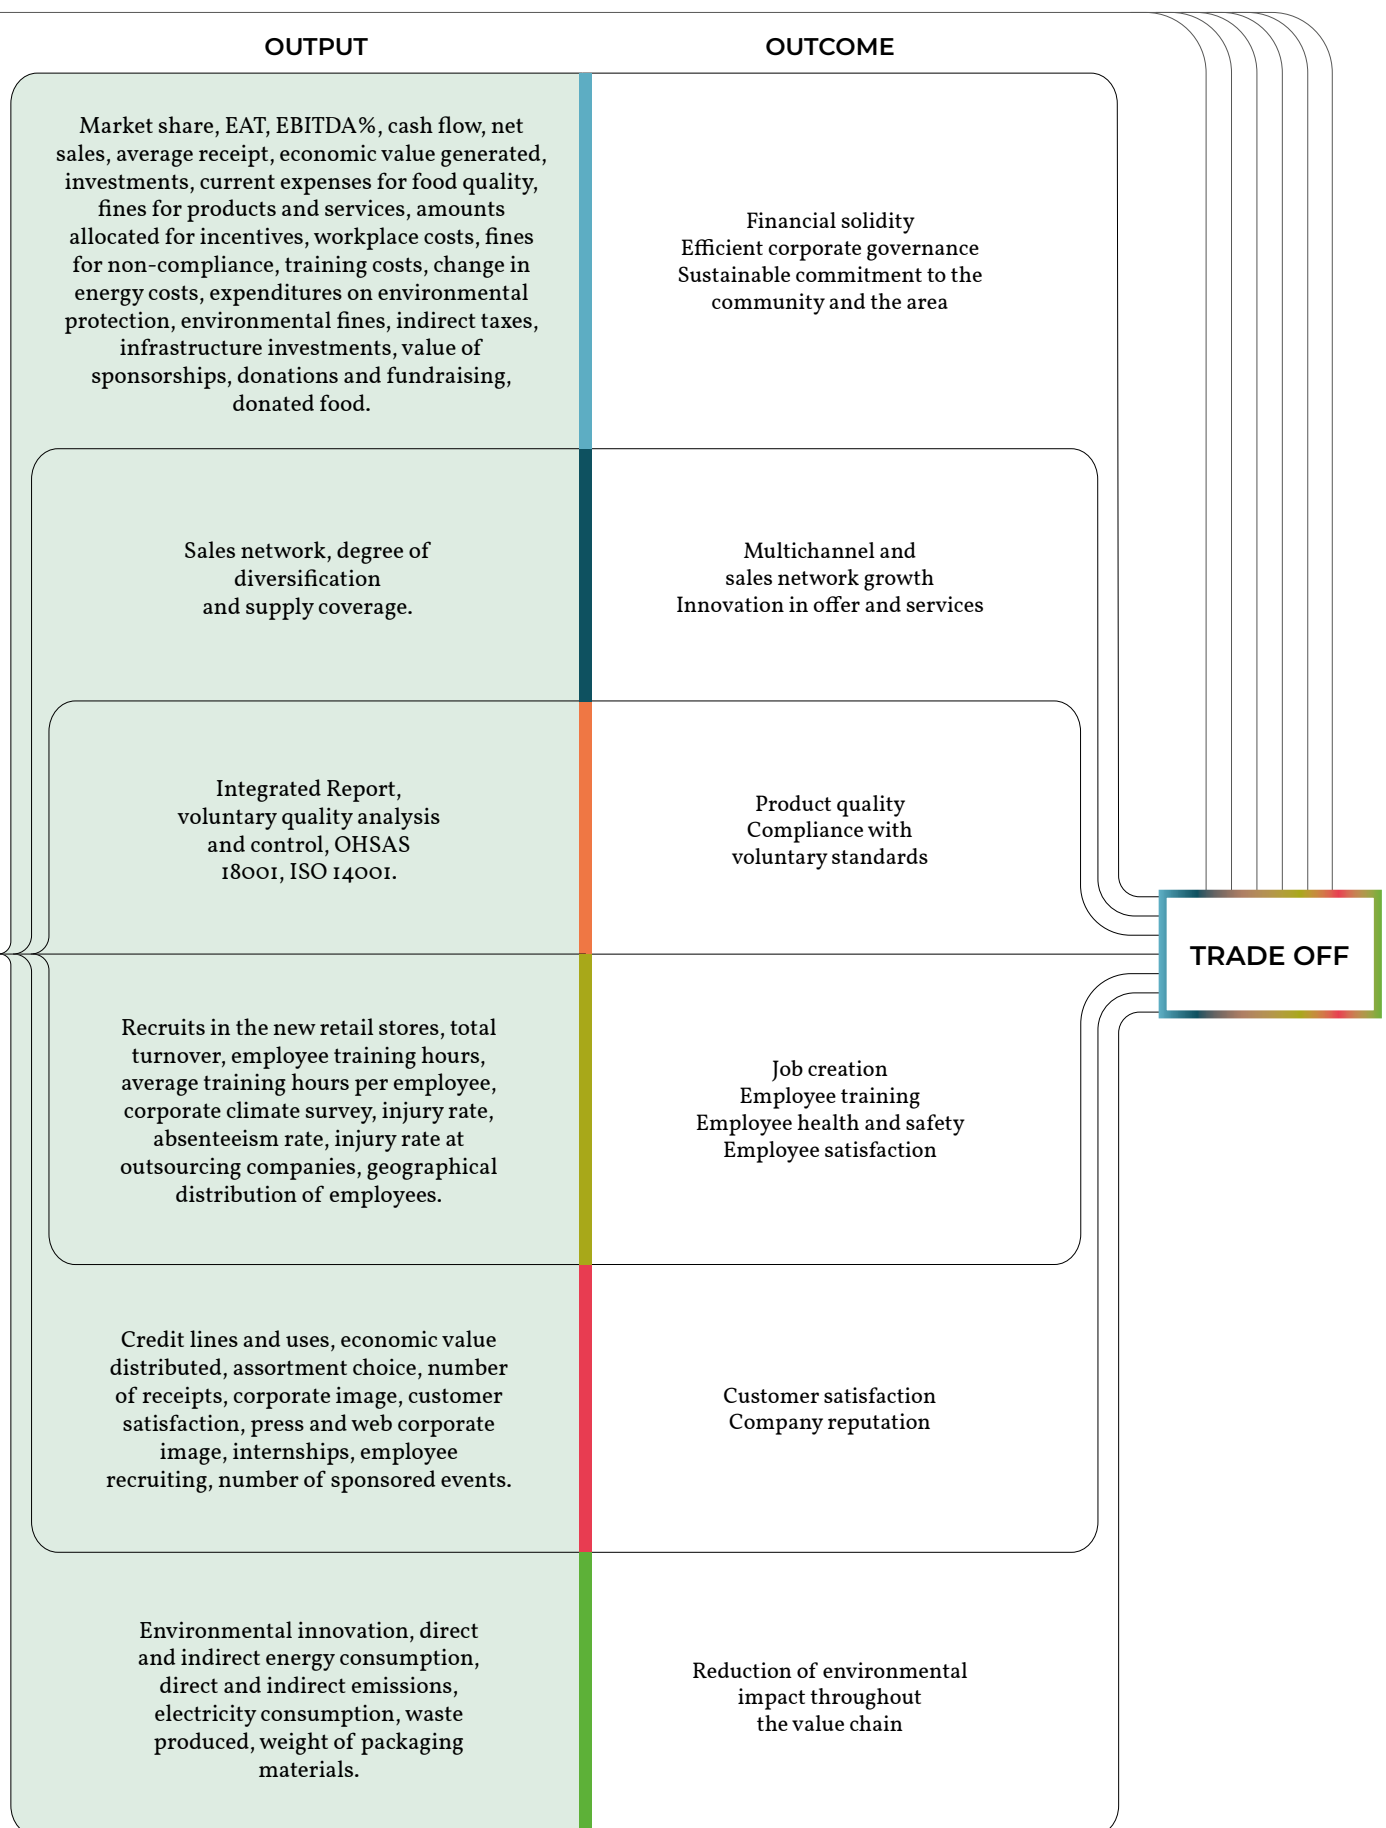 OUTPUT
OUTCOME
Market share, EAT, EBITDA%, cash flow, net
sales, average receipt, economic value generated,
investments, current expenses for food quality,
fines for products and services, amounts
allocated for incentives, workplace costs, fines
for non-compliance, training costs, change in
energy costs, expenditures on environmental
protection, environmental fines, indirect taxes,
infrastructure investments, value of
sponsorships, donations and fundraising,
donated food.
Financial solidity
Efficient corporate governance
Sustainable commitment to the
community and the area
Sales network, degree of
diversification
and supply coverage.
Multichannel and
sales network growth
Innovation in offer and services
Integrated Report,
voluntary quality analysis
and control, OHSAS
18001, ISO 14001.
Product quality
Compliance with
voluntary standards
TRADE OFF
Recruits in the new retail stores, total
turnover, employee training hours,
average training hours per employee,
corporate climate survey, injury rate,
absenteeism rate, injury rate at
outsourcing companies, geographical
distribution of employees.
Job creation
Employee training
Employee health and safety
Employee satisfaction
Credit lines and uses, economic value
distributed, assortment choice, number
of receipts, corporate image, customer
satisfaction, press and web corporate
image, internships, employee
recruiting, number of sponsored events.
Customer satisfaction
Company reputation
Environmental innovation, direct
and indirect energy consumption,
direct and indirect emissions,
electricity consumption, waste
produced, weight of packaging
materials.
Reduction of environmental
impact throughout
the value chain